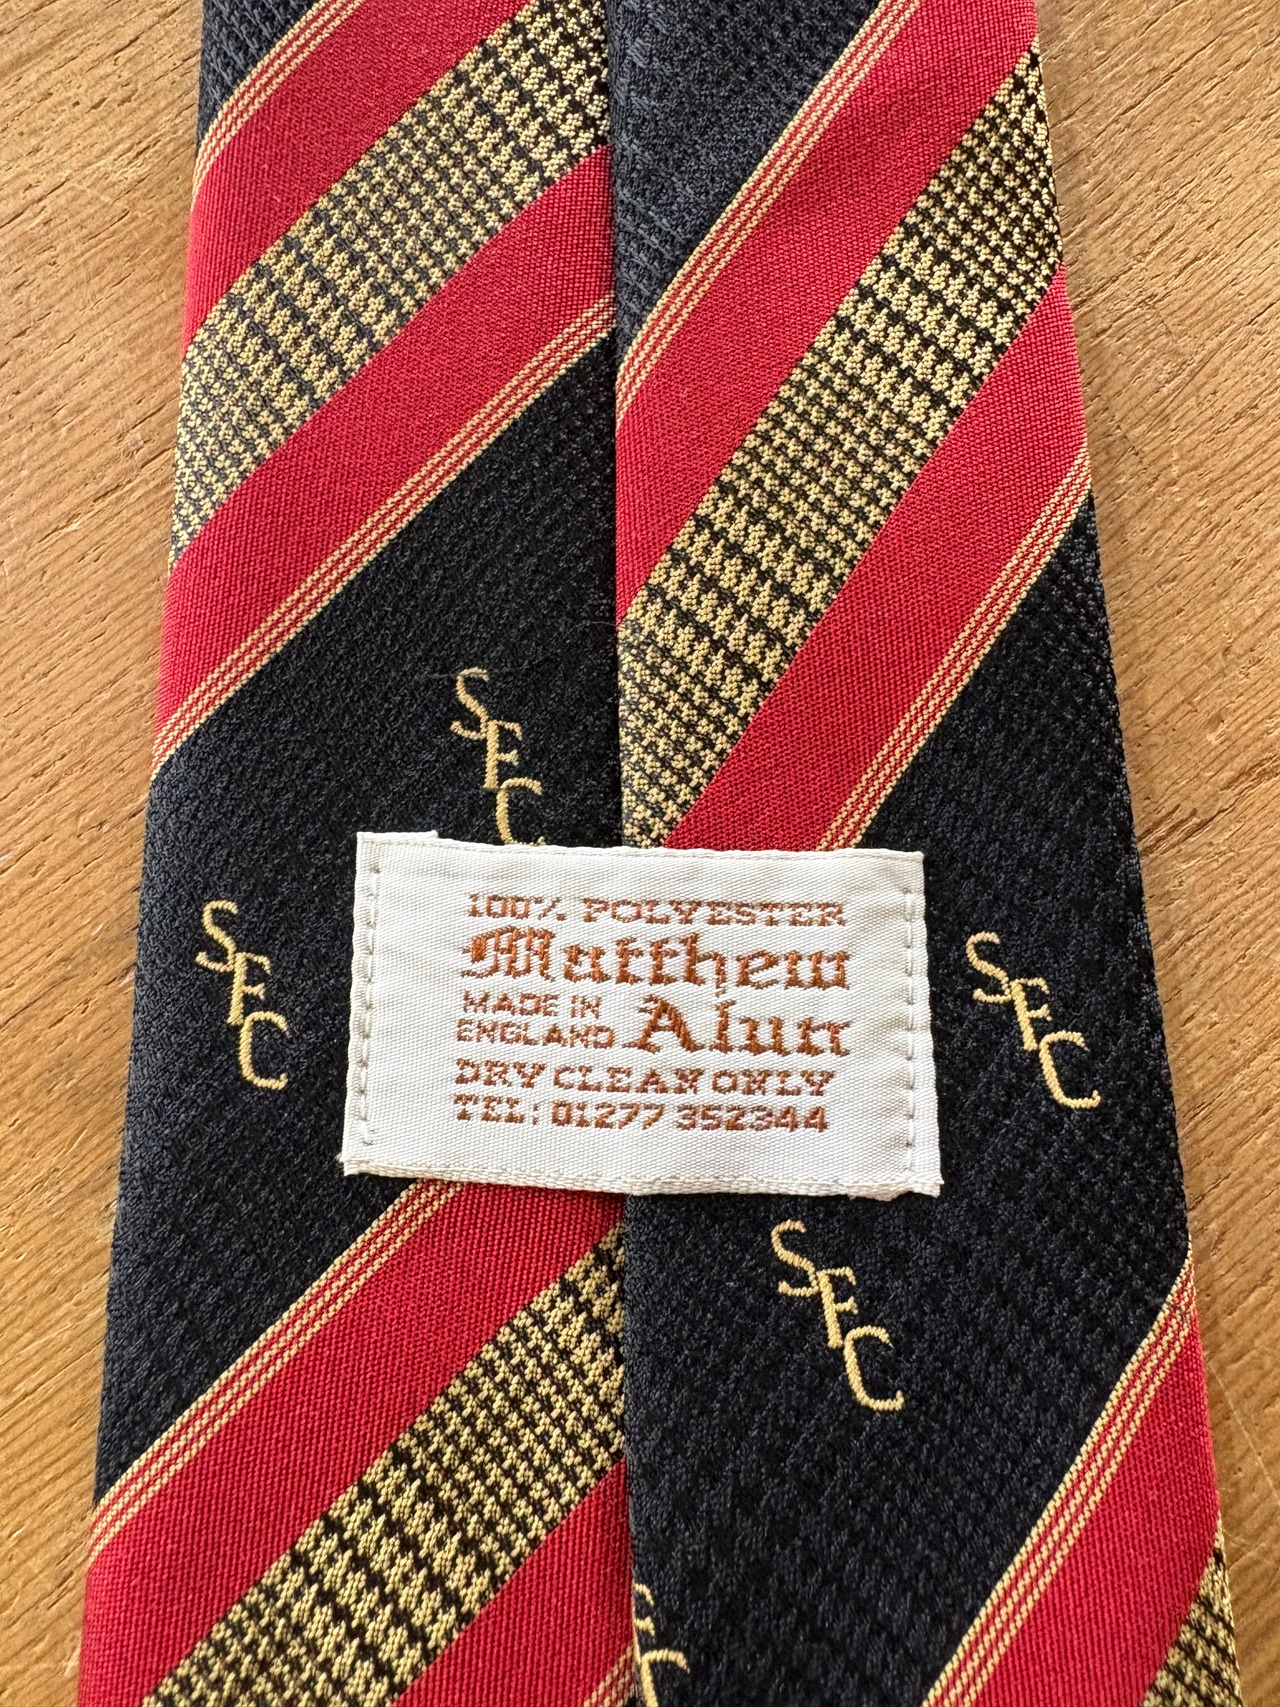 SFC
SFC
SFC
100% POLYESTER
Matthew
MADE IN
ENGLAND Alun
DRY CLEAN ONLY
TEL: 01277 352344
SFC